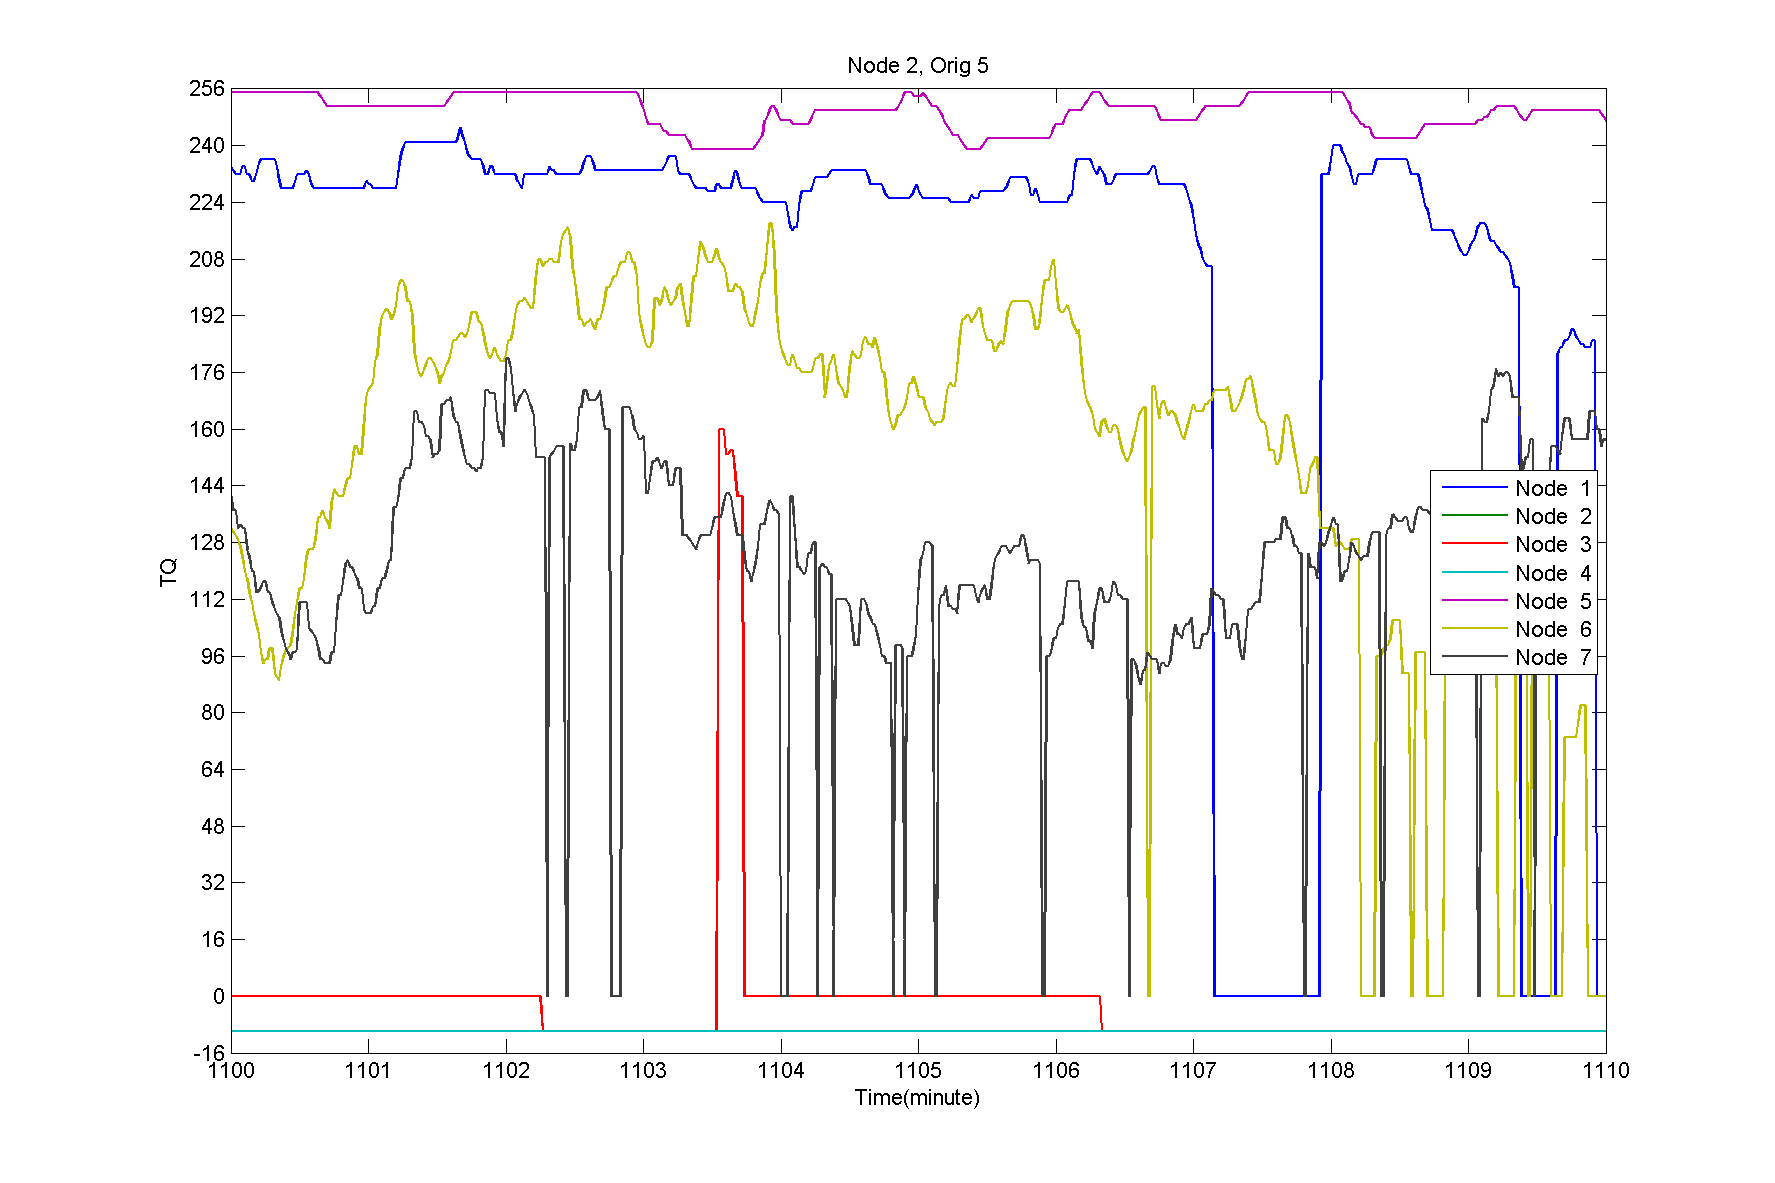 Node 2, Orig 5
256
240
224
208
192
176
160
144
128
112
96
80
64
48
32
16
0
-16
TQ
Node 1
Node 2
Node 3
Node 4
Node 5
Node 6
Node 7
1100 1101 1102 1103 1104 1105 1106 1107 1108 1109 1110
Time(minute)